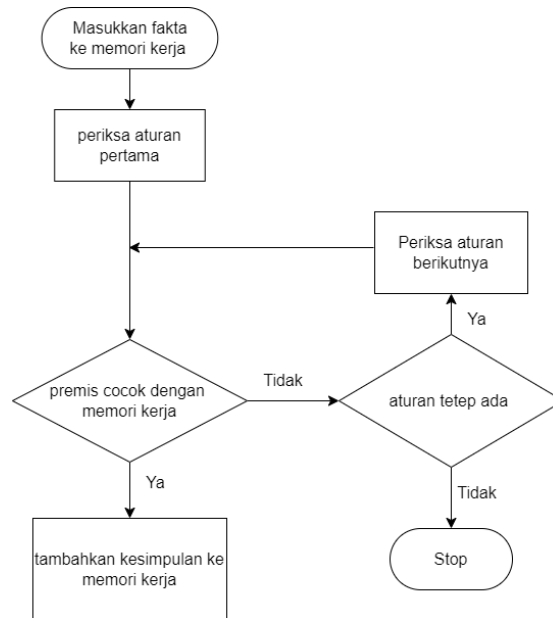 Masukkan fakta
ke memori kerja
periksa aturan
pertama
Periksa aturan
berikutnya
Ya
premis cocok dengan
memori kerja
Tidak
aturan tetep ada
Ya
Tidak
tambahkan kesimpulan ke
memori kerja
Stop